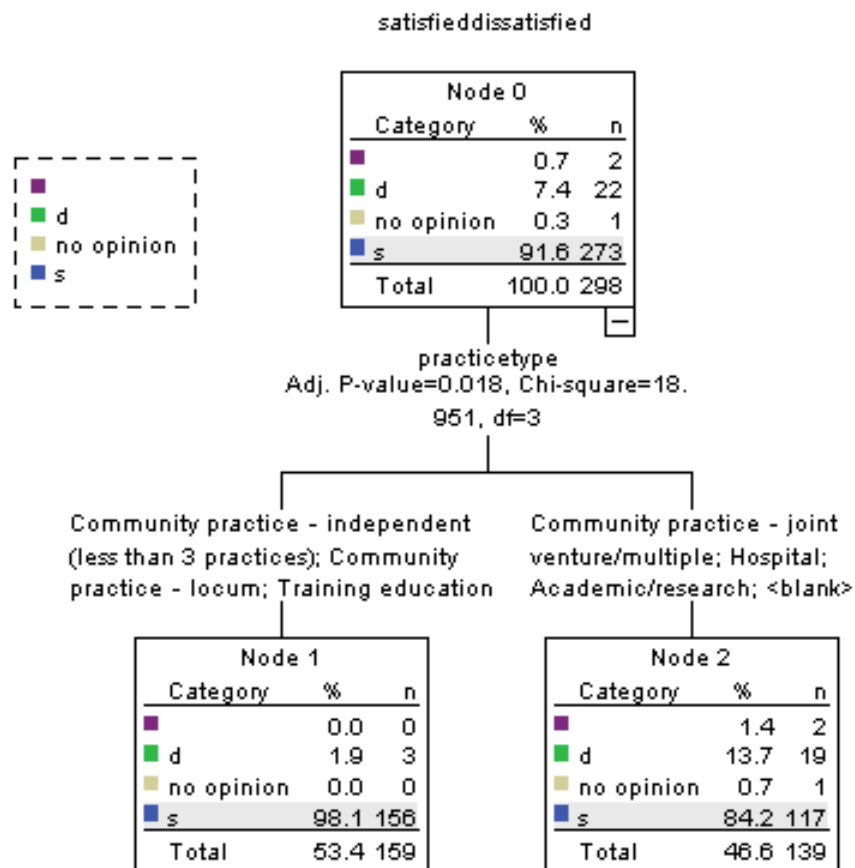 satisfieddissatisfied
Node 0
Category % n
0.7 2
d 7.4 22
no opinion 0.3 1
s 91.6 273
Total 100.0 298
d
no opinion
s
practicetype
Adj. P-value=0.018, Chi-square=18.
951, df=3
Community practice - independent
(less than 3 practices); Community
practice - locum; Training education
Community practice - joint
venture/multiple; Hospital;
Academic/research; <blank>
Node 1
Category % n
0.0 0
d 1.9 3
no opinion 0.0 0
s 98.1 156
Total 53.4 159
Node 2
Category % n
1.4 2
d 13.7 19
no opinion 0.7 1
s 84.2 117
Total 46.6 139